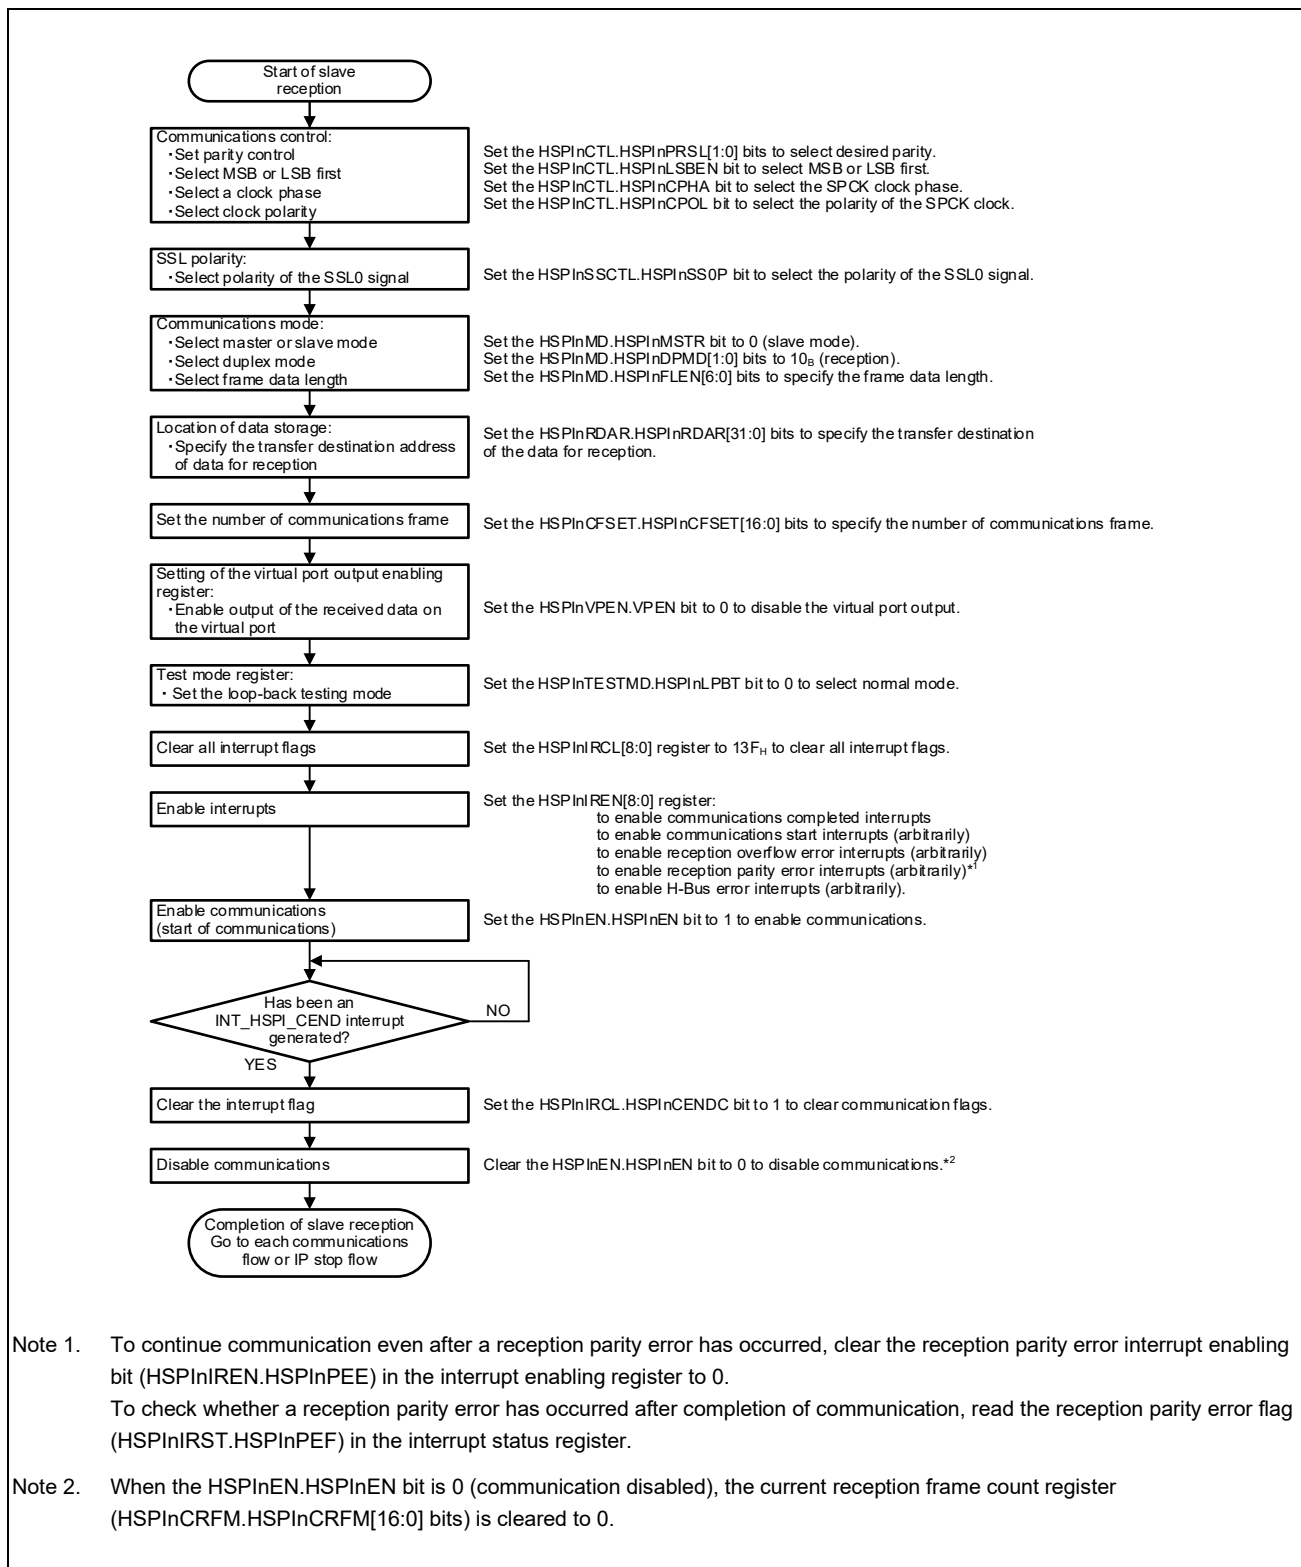 Start of slave
reception
Communications control:
・Set parity control
・Select MSB or LSB first
・Select a clock phase
・Select clock polarity
Set the HSPInCTL.HSPInPRSL[1:0] bits to select desired parity.
Set the HSPInCTL.HSPInLSBEN bit to select MSB or LSB first.
Set the HSPInCTL.HSPInCPHA bit to select the SPCK clock phase.
Set the HSPInCTL.HSPInCPOL bit to select the polarity of the SPCK clock.
SSL polarity:
・Select polarity of the SSL0 signal
Set the HSPInSSCTL.HSPInSS0P bit to select the polarity of the SSL0 signal.
Communications mode:
・Select master or slave mode
・Select duplex mode
・Select frame data length
Set the HSPInMD.HSPInMSTR bit to 0 (slave mode).
Set the HSPInMD.HSPInDPMD[1:0] bits to 10B (reception).
Set the HSPInMD.HSPInFLEN[6:0] bits to specify the frame data length.
Location of data storage:
・Specify the transfer destination address
of data for reception
Set the HSPInRDAR.HSPInRDAR[31:0] bits to specify the transfer destination
of the data for reception.
Set the number of communications frame
Set the HSPInCFSET.HSPInCFSET[16:0] bits to specify the number of communications frame.
Setting of the virtual port output enabling
register:
・Enable output of the received data on
the virtual port
Set the HSPInVPEN.VPEN bit to 0 to disable the virtual port output.
Test mode register:
・ Set the loop-back testing mode
Set the HSPInTESTMD.HSPInLPBT bit to 0 to select normal mode.
Clear all interrupt flags
Set the HSPInIRCL[8:0] register to 13FH to clear all interrupt flags.
Enable interrupts
Set the HSPInIREN[8:0] register:
to enable communications completed interrupts
to enable communications start interrupts (arbitrarily)
to enable reception overflow error interrupts (arbitrarily)
to enable reception parity error interrupts (arbitrarily)*1
to enable H-Bus error interrupts (arbitrarily).
Enable communications
(start of communications)
Set the HSPInEN.HSPInEN bit to 1 to enable communications.
Has been an
INT_HSPI_CEND interrupt
generated?
NO
YES
Clear the interrupt flag
Set the HSPInIRCL.HSPInCENDC bit to 1 to clear communication flags.
Disable communications
Clear the HSPInEN.HSPInEN bit to 0 to disable communications.*2
Completion of slave reception
Go to each communications
flow or IP stop flow
Note 1. To continue communication even after a reception parity error has occurred, clear the reception parity error interrupt enabling
bit (HSPInIREN.HSPInPEE) in the interrupt enabling register to 0.
To check whether a reception parity error has occurred after completion of communication, read the reception parity error flag
(HSPInIRST.HSPInPEF) in the interrupt status register.
Note 2. When the HSPInEN.HSPInEN bit is 0 (communication disabled), the current reception frame count register
(HSPInCRFM.HSPInCRFM[16:0] bits) is cleared to 0.